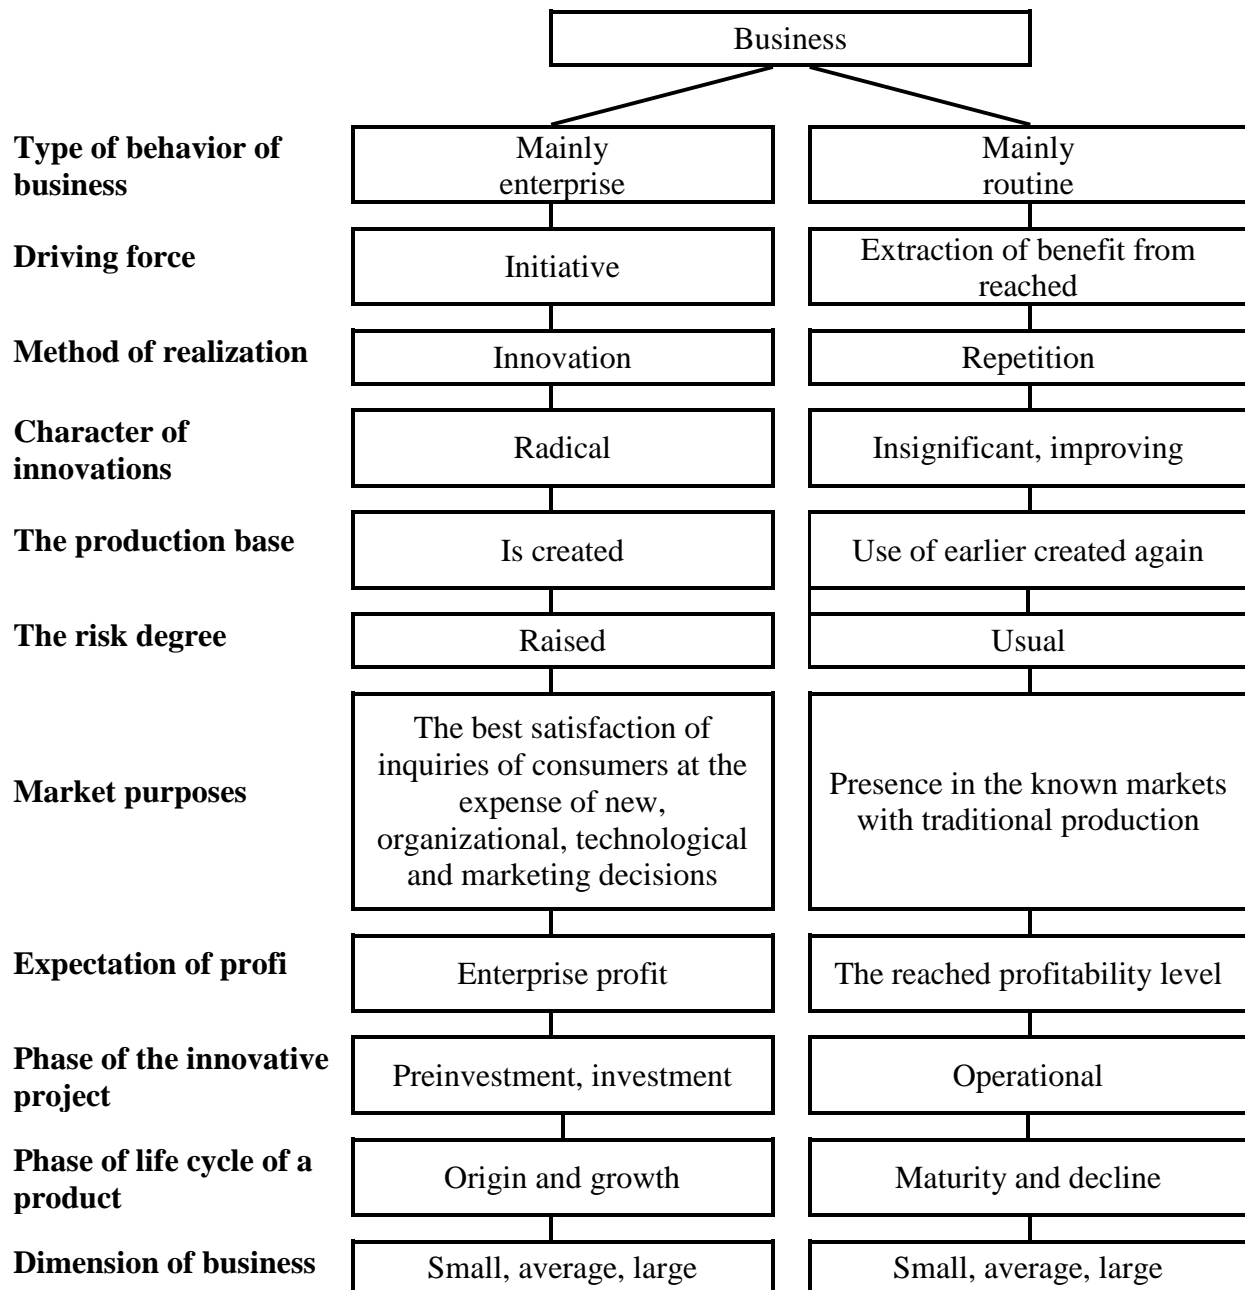 Business
Type of behavior of
business
Mainly
enterprise
Mainly
routine
Driving force
Initiative
Extraction of benefit from
reached
Method of realization
Innovation
Repetition
Character of
innovations
Radical
Insignificant, improving
The production base
Is created
Use of earlier created again
The risk degree
Raised
Usual
Market purposes
The best satisfaction of
inquiries of consumers at the
expense of new,
organizational, technological
and marketing decisions
Presence in the known markets
with traditional production
Expectation of profi
Enterprise profit
The reached profitability level
Phase of the innovative
project
Preinvestment, investment
Operational
Phase of life cycle of a
product
Origin and growth
Maturity and decline
Dimension of business
Small, average, large
Small, average, large